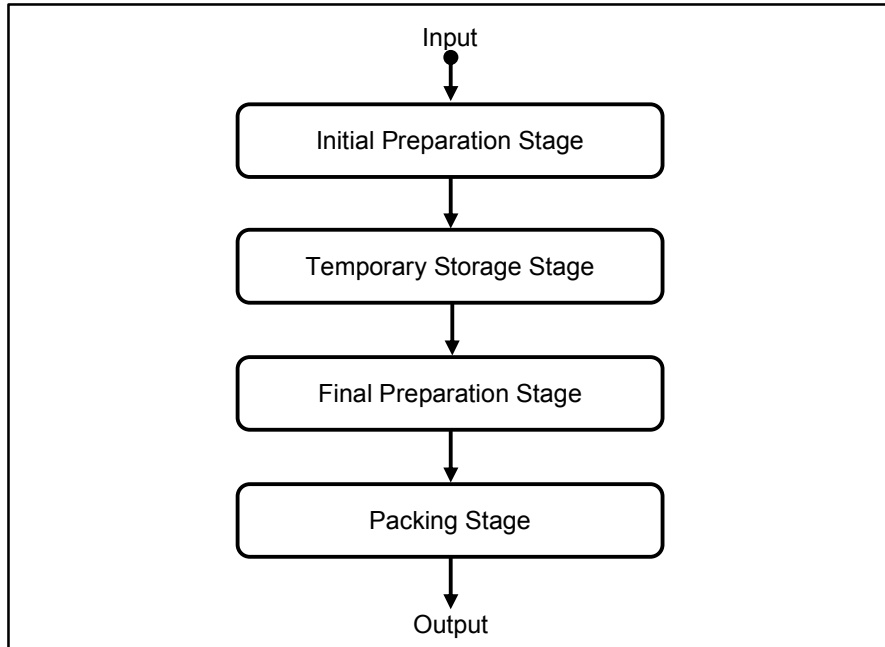 Input
Initial Preparation Stage
Temporary Storage Stage
Final Preparation Stage
Packing Stage
Output